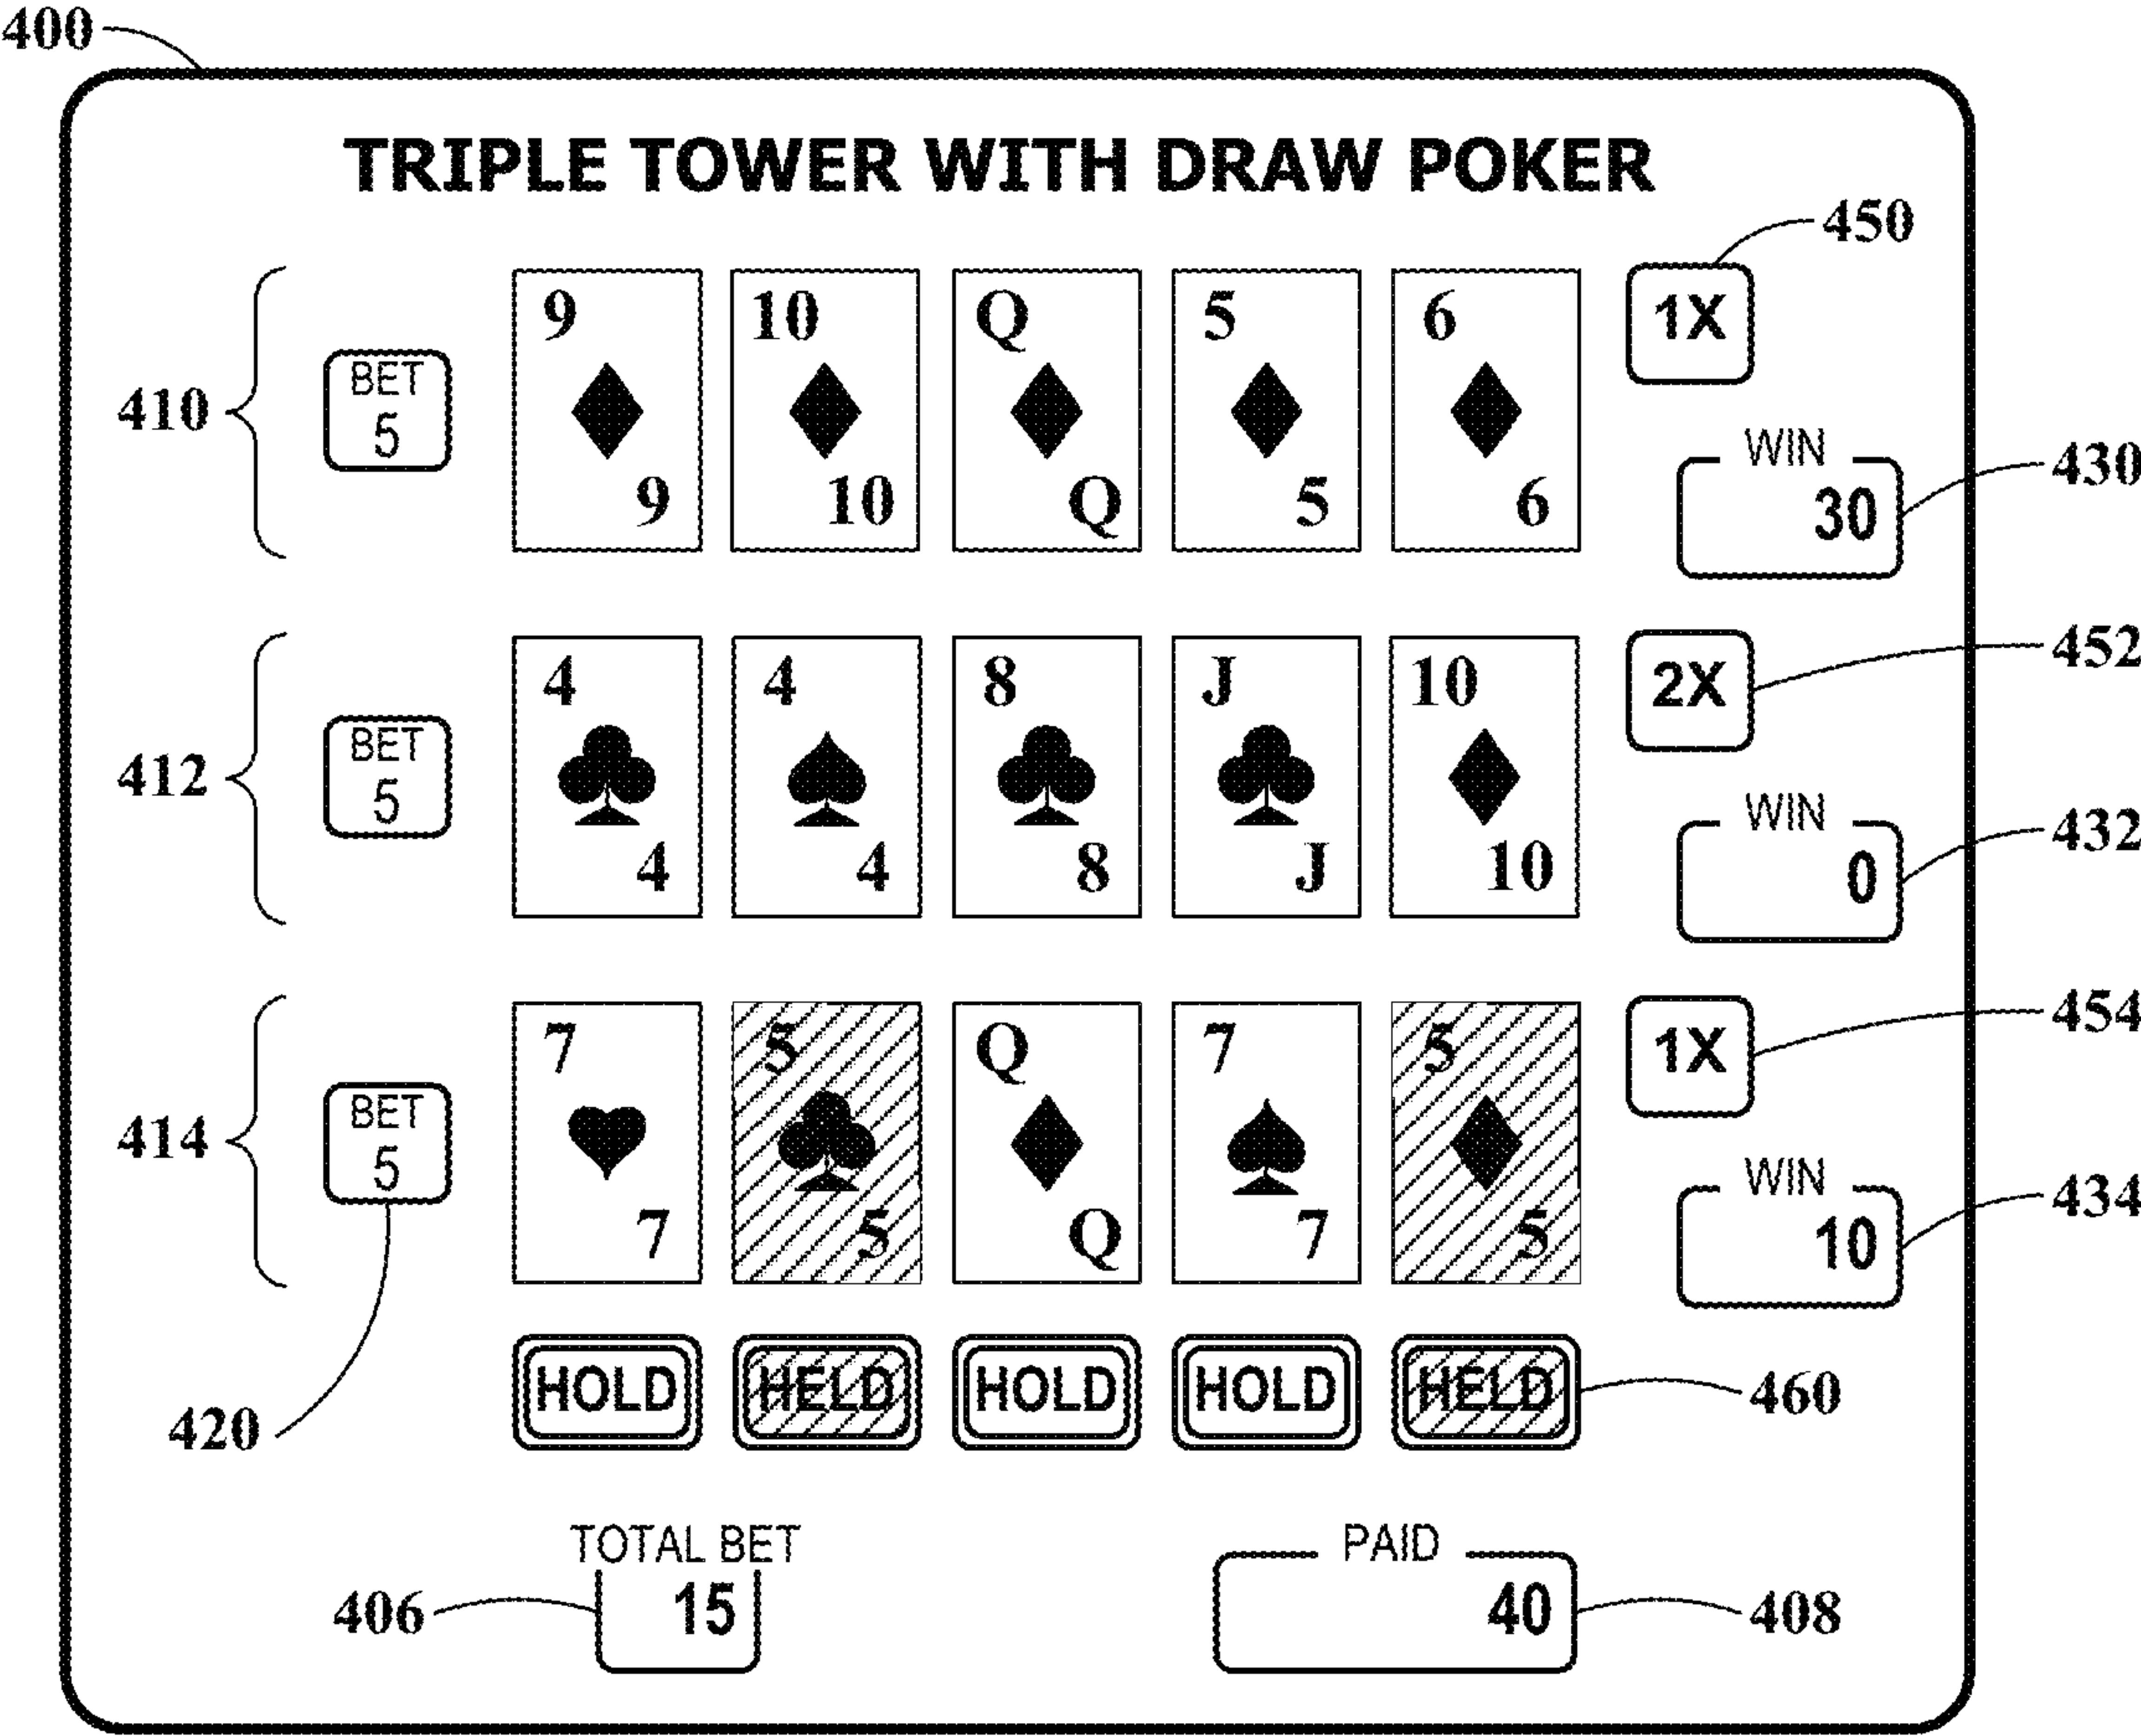 400
TRIPLE TOWER WITH DRAW POKER
450
9 10 Q 5 6 1X
410 BET 5
WIN 30 430
9 10 Q 5 6
452
4 4 8 J 10 2X
412 BET 5
WIN 0 432
4 4 8 J 10
454
7 5 Q 7 5 1X
414 BET 5
WIN 10 434
7 5 Q 7 5
420
HOLD HELD HOLD HOLD HELD 460
TOTAL BET PAID
406 15 40 408